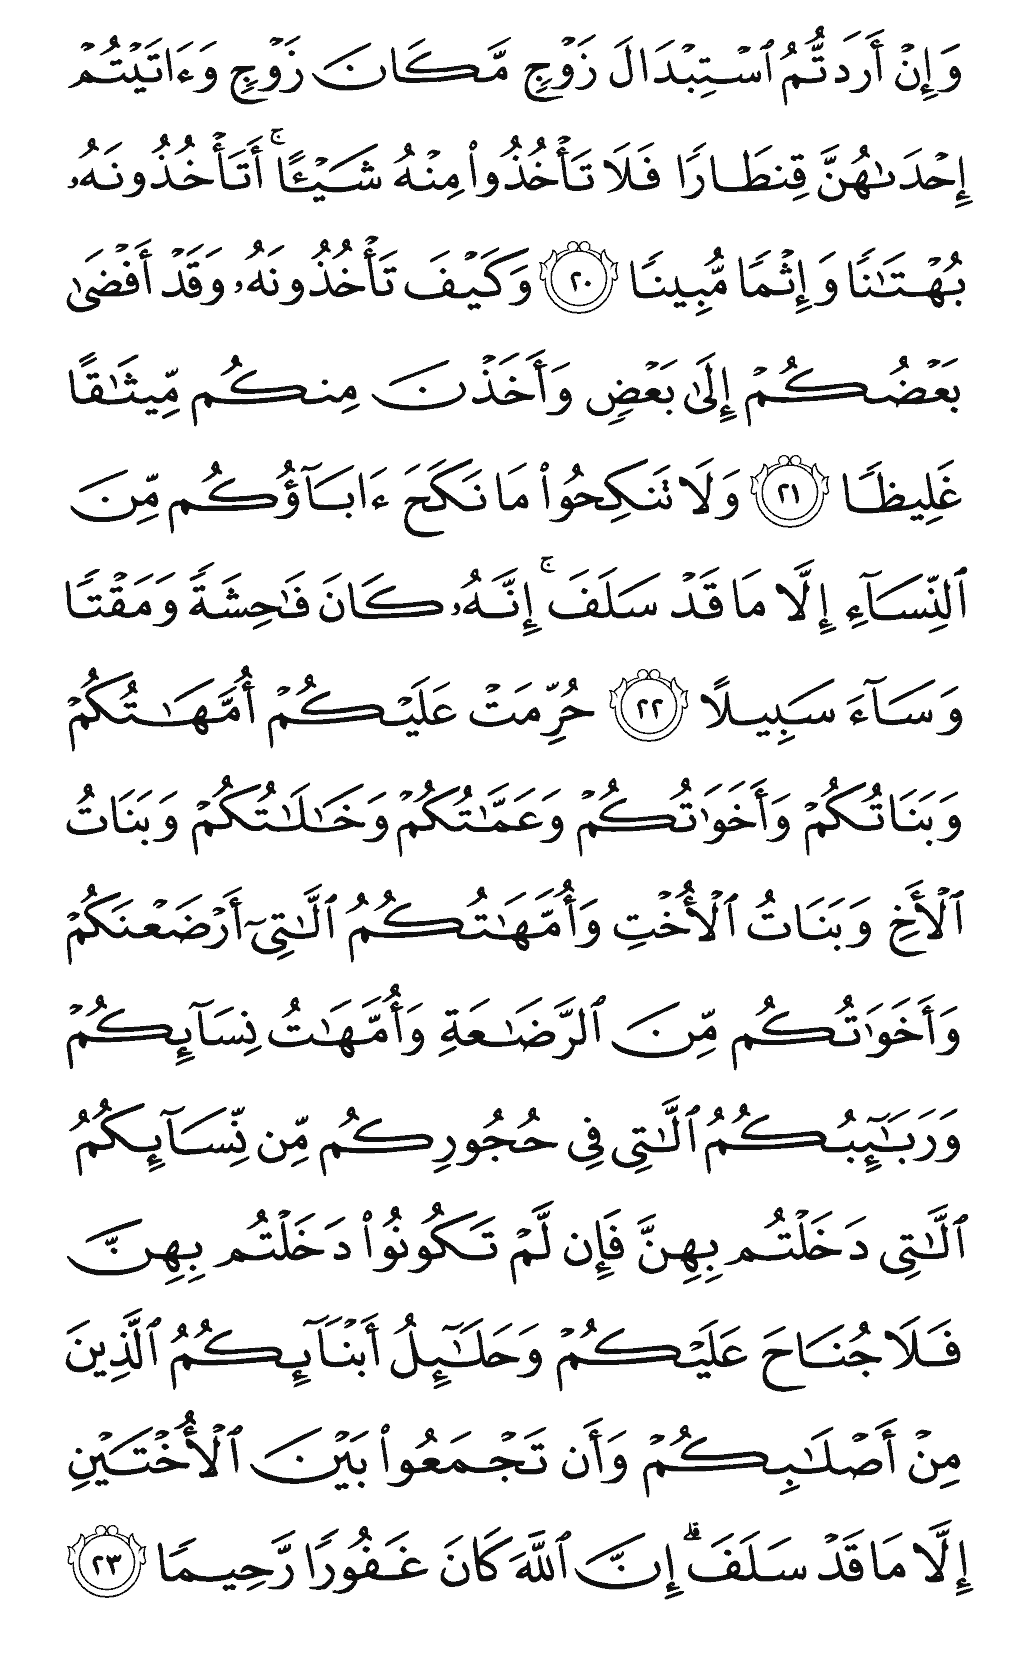 وَإِنْ أَرَدتُّمُ ٱسْتِبْدَالَ زَوْجٍ مَّكَانَ زَوْجٍ وَءَاتَيْتُمْ
إِحْدَىٰهُنَّ قِنطَارًا فَلَا تَأْخُذُوا۟ مِنْهُ شَيْـًٔا ۚ أَتَأْخُذُونَهُۥ
بُهْتَـٰنًا وَإِثْمًا مُّبِينًا ٢٠ وَكَيْفَ تَأْخُذُونَهُۥ وَقَدْ أَفْضَىٰ
بَعْضُكُمْ إِلَىٰ بَعْضٍ وَأَخَذْنَ مِنكُم مِّيثَـٰقًا
غَلِيظًا ٢١ وَلَا تَنكِحُوا۟ مَا نَكَحَ ءَابَآؤُكُم مِّنَ
ٱلنِّسَآءِ إِلَّا مَا قَدْ سَلَفَ ۚ إِنَّهُۥ كَانَ فَـٰحِشَةً وَمَقْتًا
وَسَآءَ سَبِيلًا ٢٢ حُرِّمَتْ عَلَيْكُمْ أُمَّهَـٰتُكُمْ
وَبَنَاتُكُمْ وَأَخَوَٰتُكُمْ وَعَمَّـٰتُكُمْ وَخَـٰلَـٰتُكُمْ وَبَنَاتُ
ٱلْأَخِ وَبَنَاتُ ٱلْأُخْتِ وَأُمَّهَـٰتُكُمُ ٱلَّـٰتِىٓ أَرْضَعْنَكُمْ
وَأَخَوَٰتُكُم مِّنَ ٱلرَّضَـٰعَةِ وَأُمَّهَـٰتُ نِسَآئِكُمْ
وَرَبَـٰٓئِبُكُمُ ٱلَّـٰتِى فِى حُجُورِكُم مِّن نِّسَآئِكُمُ
ٱلَّـٰتِى دَخَلْتُم بِهِنَّ فَإِن لَّمْ تَكُونُوا۟ دَخَلْتُم بِهِنَّ
فَلَا جُنَاحَ عَلَيْكُمْ وَحَلَـٰٓئِلُ أَبْنَآئِكُمُ ٱلَّذِينَ
مِنْ أَصْلَـٰبِكُمْ وَأَن تَجْمَعُوا۟ بَيْنَ ٱلْأُخْتَيْنِ
إِلَّا مَا قَدْ سَلَفَ ۗ إِنَّ ٱللَّهَ كَانَ غَفُورًا رَّحِيمًا ٢٣